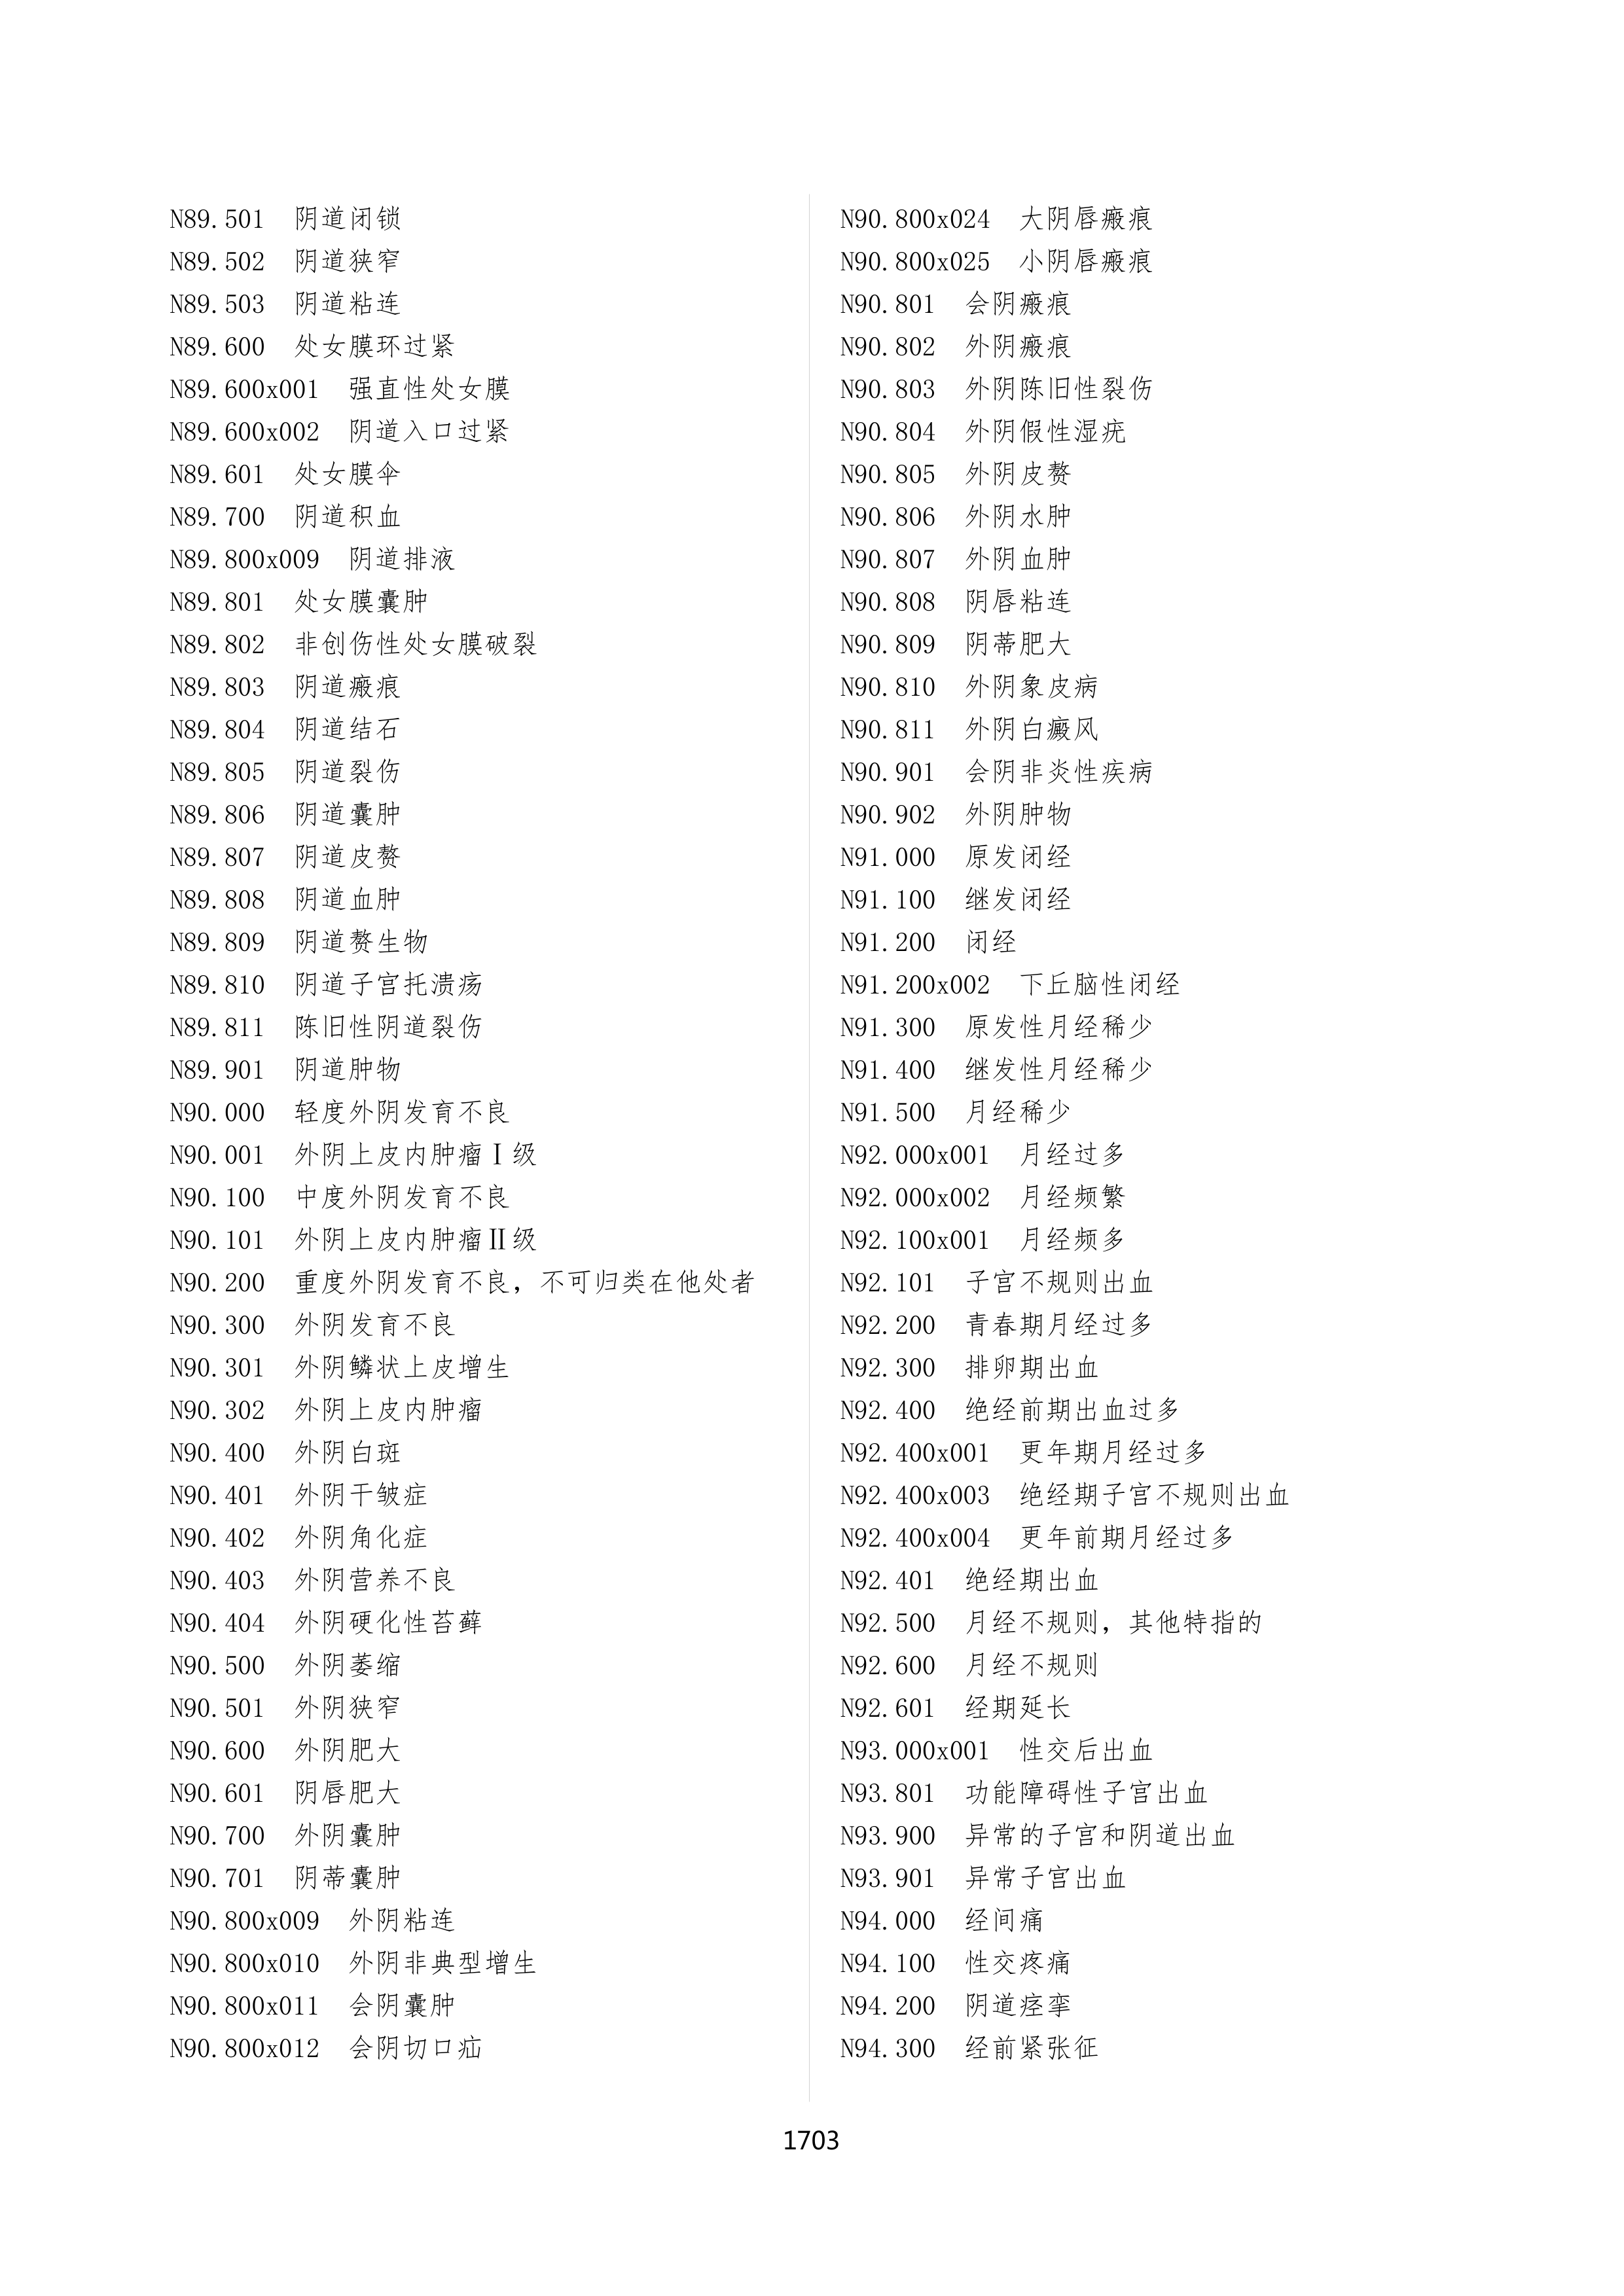 N89.501 阴道闭锁
N89.502 阴道狭窄
N89.503 阴道粘连
N89.600 处女膜环过紧
N89.600x001 强直性处女膜
N89.600x002 阴道入口过紧
N89.601 处女膜伞
N89.700 阴道积血
N89.800x009 阴道排液
N89.801 处女膜囊肿
N89.802 非创伤性处女膜破裂
N89.803 阴道瘢痕
N89.804 阴道结石
N89.805 阴道裂伤
N89.806 阴道囊肿
N89.807 阴道皮赘
N89.808 阴道血肿
N89.809 阴道赘生物
N89.810 阴道子宫托溃疡
N89.811 陈旧性阴道裂伤
N89.901 阴道肿物
N90.000 轻度外阴发育不良
N90.001 外阴上皮内肿瘤Ⅰ级
N90.100 中度外阴发育不良
N90.101 外阴上皮内肿瘤Ⅱ级
N90.200 重度外阴发育不良，不可归类在他处者
N90.300 外阴发育不良
N90.301 外阴鳞状上皮增生
N90.302 外阴上皮内肿瘤
N90.400 外阴白斑
N90.401 外阴干皱症
N90.402 外阴角化症
N90.403 外阴营养不良
N90.404 外阴硬化性苔藓
N90.500 外阴萎缩
N90.501 外阴狭窄
N90.600 外阴肥大
N90.601 阴唇肥大
N90.700 外阴囊肿
N90.701 阴蒂囊肿
N90.800x009 外阴粘连
N90.800x010 外阴非典型增生
N90.800x011 会阴囊肿
N90.800x012 会阴切口疝
N90.800x024 大阴唇瘢痕
N90.800x025 小阴唇瘢痕
N90.801 会阴瘢痕
N90.802 外阴瘢痕
N90.803 外阴陈旧性裂伤
N90.804 外阴假性湿疣
N90.805 外阴皮赘
N90.806 外阴水肿
N90.807 外阴血肿
N90.808 阴唇粘连
N90.809 阴蒂肥大
N90.810 外阴象皮病
N90.811 外阴白癜风
N90.901 会阴非炎性疾病
N90.902 外阴肿物
N91.000 原发闭经
N91.100 继发闭经
N91.200 闭经
N91.200x002 下丘脑性闭经
N91.300 原发性月经稀少
N91.400 继发性月经稀少
N91.500 月经稀少
N92.000x001 月经过多
N92.000x002 月经频繁
N92.100x001 月经频多
N92.101 子宫不规则出血
N92.200 青春期月经过多
N92.300 排卵期出血
N92.400 绝经前期出血过多
N92.400x001 更年期月经过多
N92.400x003 绝经期子宫不规则出血
N92.400x004 更年前期月经过多
N92.401 绝经期出血
N92.500 月经不规则，其他特指的
N92.600 月经不规则
N92.601 经期延长
N93.000x001 性交后出血
N93.801 功能障碍性子宫出血
N93.900 异常的子宫和阴道出血
N93.901 异常子宫出血
N94.000 经间痛
N94.100 性交疼痛
N94.200 阴道痉挛
N94.300 经前紧张征
1703